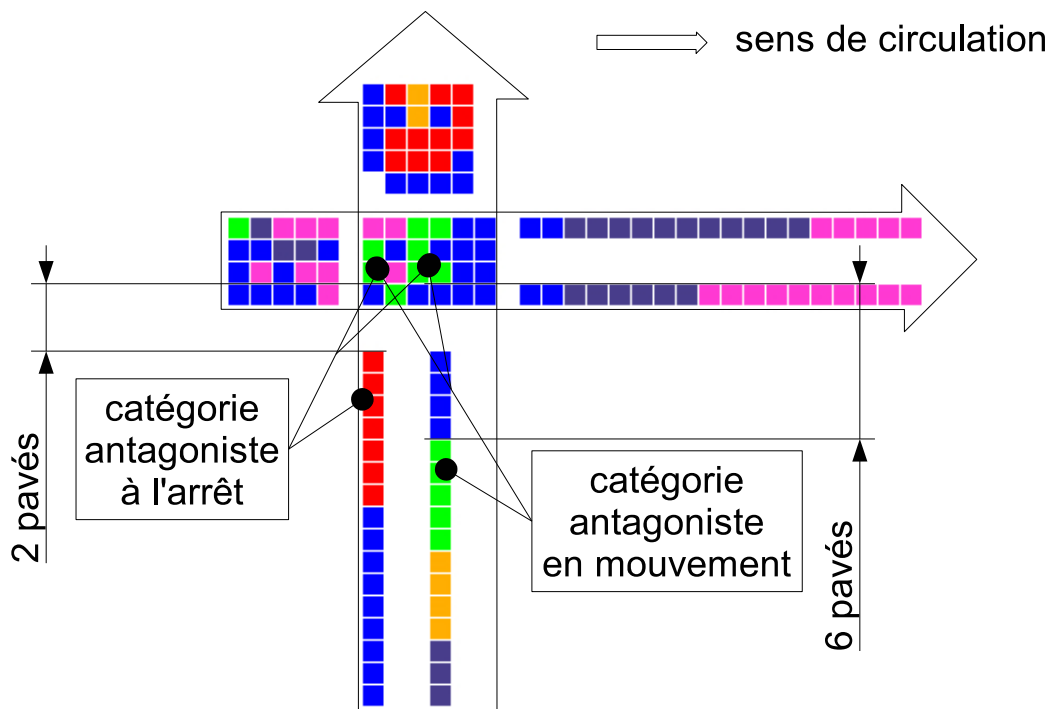 sens de circulation
catégorie
antagoniste
à l'arrêt
catégorie
antagoniste
en mouvement
2 pavés
6 pavés